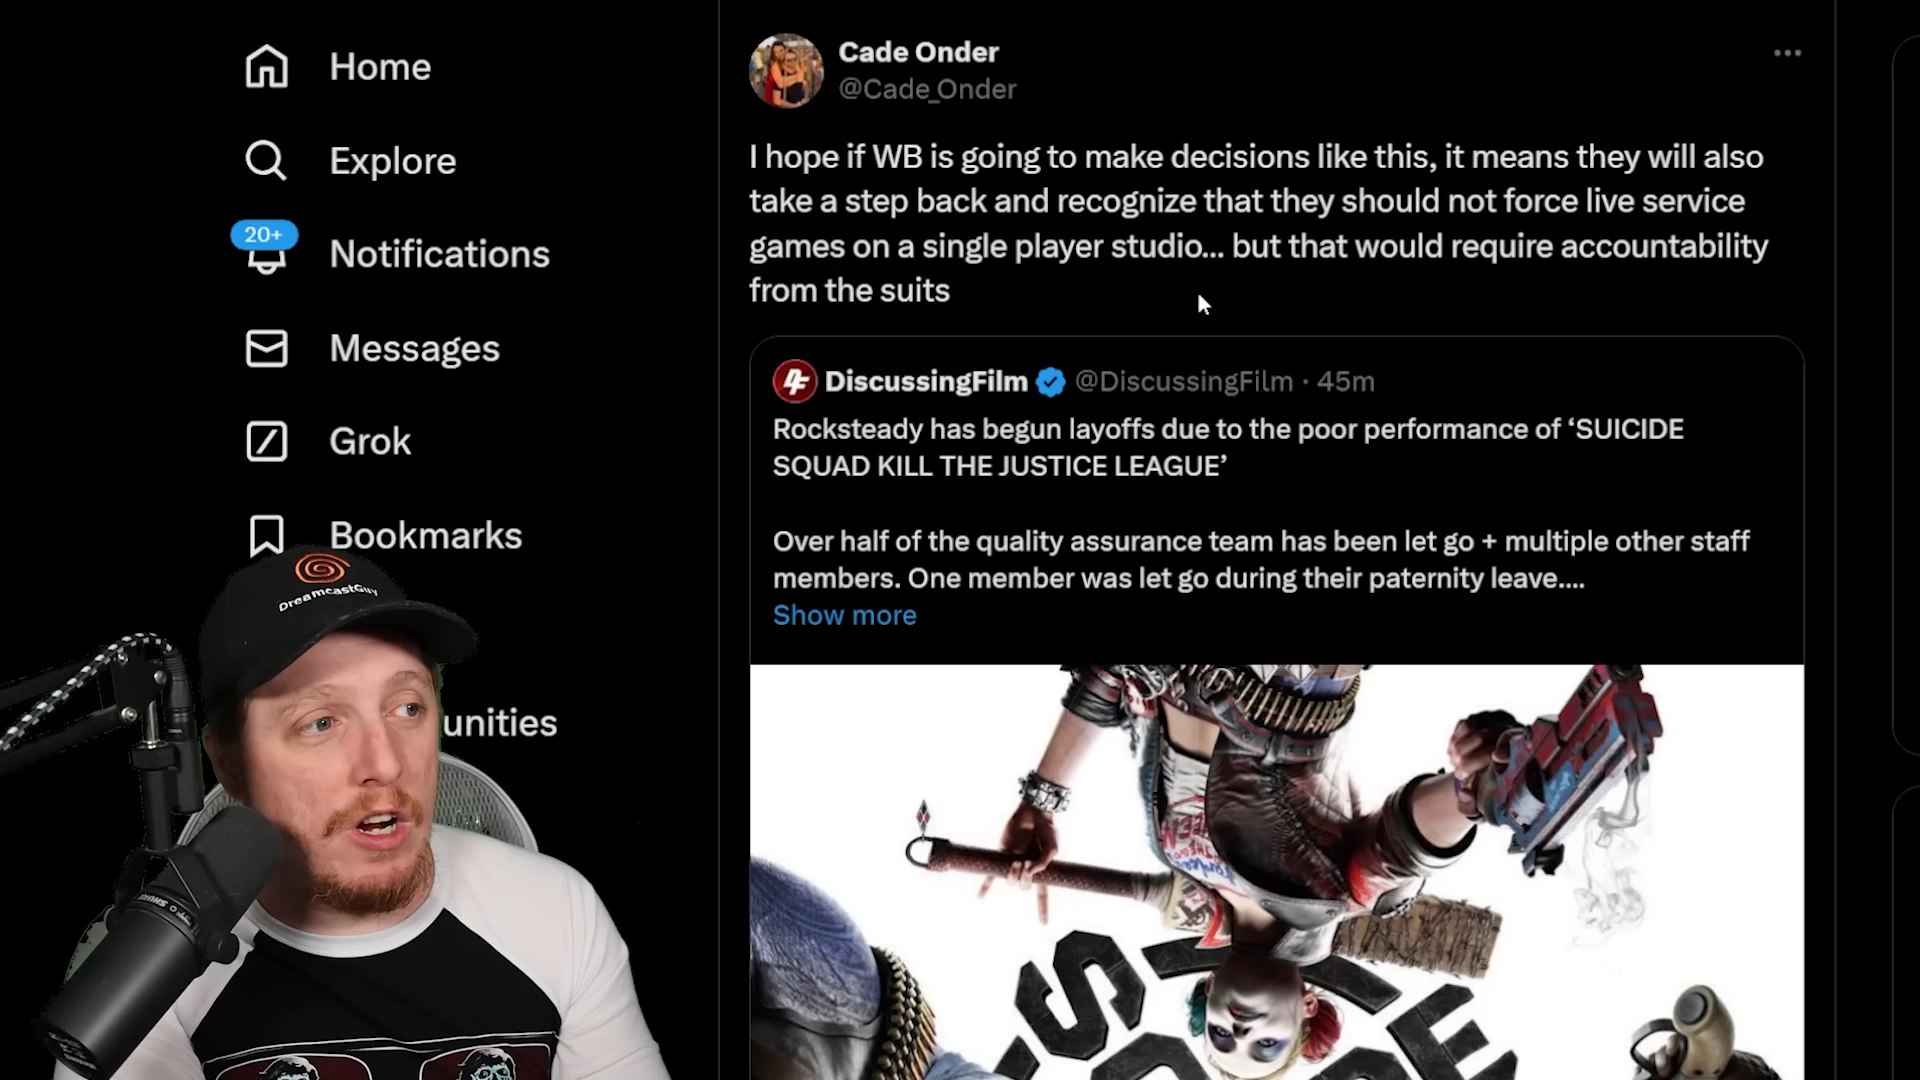 Home
Explore
20+
Notifications
Messages
Grok
Bookmarks
unities
Cade Onder
@Cade_Onder
I hope if WB is going to make decisions like this, it means they will also
take a step back and recognize that they should not force live service
games on a single player studio... but that would require accountability
from the suits
DiscussingFilm @DiscussingFilm · 45m
Rocksteady has begun layoffs due to the poor performance of ‘SUICIDE
SQUAD KILL THE JUSTICE LEAGUE’
Over half of the quality assurance team has been let go + multiple other staff
members. One member was let go during their paternity leave....
Show more
DreamcastGuy
SHURE